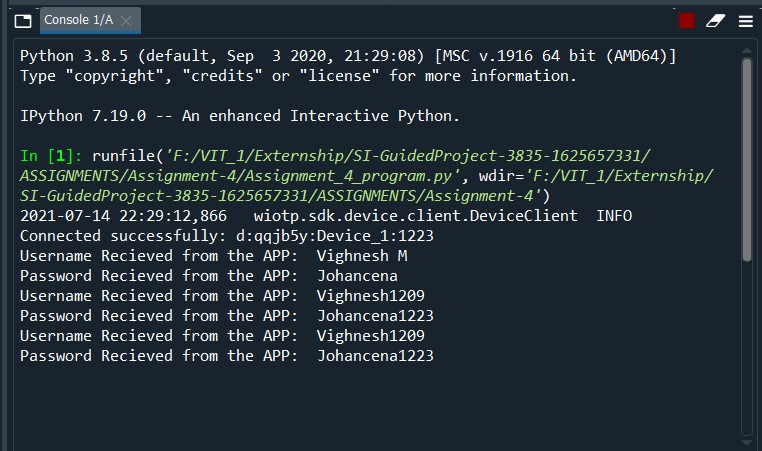 Console 1/A
Python 3.8.5 (default, Sep  3 2020, 21:29:08) [MSC v.1916 64 bit (AMD64)]
Type "copyright", "credits" or "license" for more information.
IPython 7.19.0 -- An enhanced Interactive Python.
In [1]: runfile('F:/VIT_1/Externship/SI-GuidedProject-3835-1625657331/
ASSIGNMENTS/Assignment-4/Assignment_4_program.py', wdir='F:/VIT_1/Externship/
SI-GuidedProject-3835-1625657331/ASSIGNMENTS/Assignment-4')
2021-07-14 22:29:12,866   wiotp.sdk.device.client.DeviceClient  INFO
Connected successfully: d:qqjb5y:Device_1:1223
Username Recieved from the APP:  Vighnesh M
Password Recieved from the APP:  Johancena
Username Recieved from the APP:  Vighnesh1209
Password Recieved from the APP:  Johancena1223
Username Recieved from the APP:  Vighnesh1209
Password Recieved from the APP:  Johancena1223